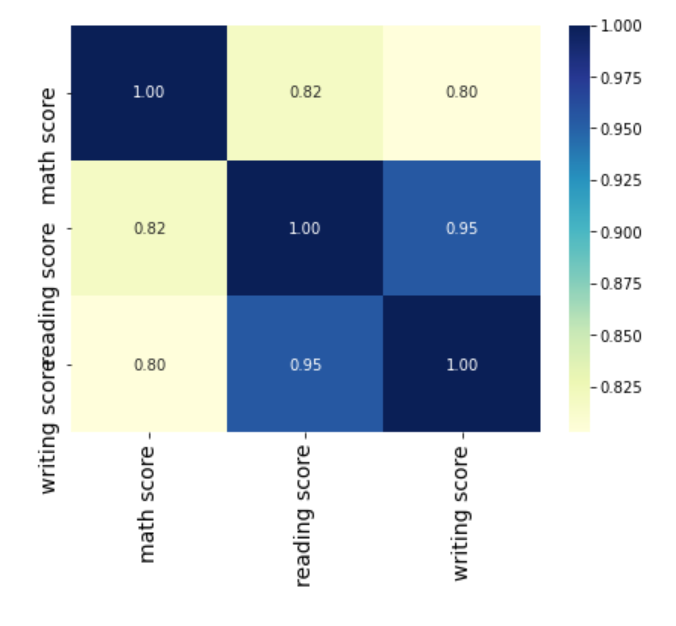 1.00 0.82 0.80
0.82 1.00 0.95
0.80 0.95 1.00
math score
reading score
writing score
math score
reading score
writing score
1.000
0.975
0.950
0.925
0.900
0.875
0.850
0.825